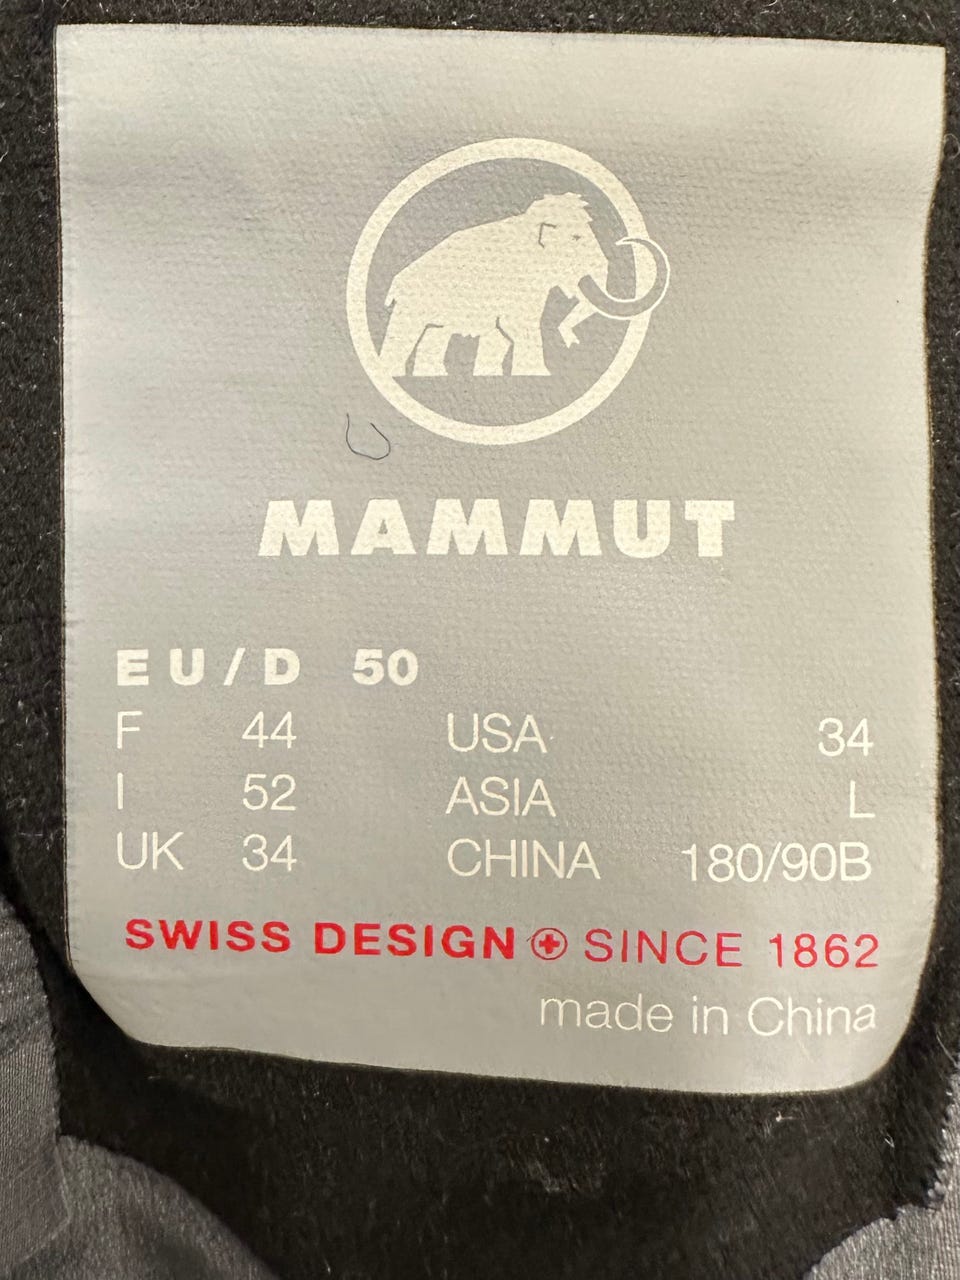 MAMMUT
EU/D 50
F 44 USA 34
I 52 ASIA L
UK 34 CHINA 180/90B
SWISS DESIGN SINCE 1862
made in China